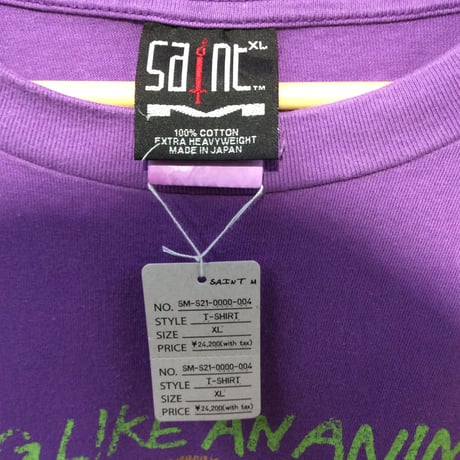 saint XL
TM
100% COTTON
EXTRA HEAVYWEIGHT
MADE IN JAPAN
SAINT M
NO. SM-S21-0000-004
STYLE T-SHIRT
SIZE XL
PRICE ¥24,200(with tax)
NO. SM-S21-0000-004
STYLE T-SHIRT
SIZE XL
PRICE ¥24,200(with tax)
G LIKE AN ANIM